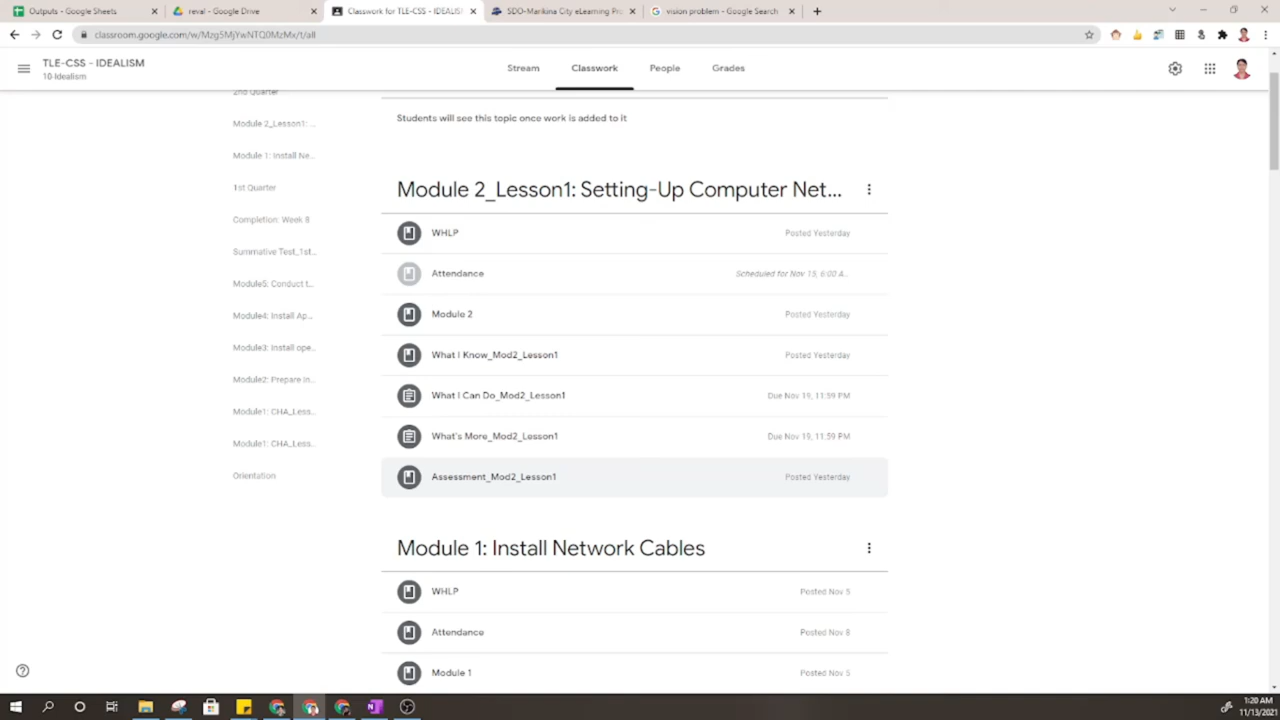 Outputs - Google Sheets
reval - Google Drive
Classwork for TLE-CSS - IDEALIS
SDO-Marikina City eLearning Pr
vision problem - Google Search
classroom.google.com/w/Mzg5MjYwNTQ0MzMx/t/all
TLE-CSS - IDEALISM
10-Idealism
Stream
Classwork
People
Grades
2nd Quarter
Module 2_Lesson1: ...
Module 1: Install Ne...
1st Quarter
Completion: Week 8
Summative Test_1st...
Module5: Conduct t...
Module4: Install Ap...
Module3: Install ope...
Module2: Prepare in...
Module1: CHA_Less...
Module1: CHA_Less...
Orientation
Students will see this topic once work is added to it
Module 2_Lesson1: Setting-Up Computer Net...
WHLP
Posted Yesterday
Attendance
Scheduled for Nov 15, 6:00 A...
Module 2
Posted Yesterday
What I Know_Mod2_Lesson1
Posted Yesterday
What I Can Do_Mod2_Lesson1
Due Nov 19, 11:59 PM
What's More_Mod2_Lesson1
Due Nov 19, 11:59 PM
Assessment_Mod2_Lesson1
Posted Yesterday
Module 1: Install Network Cables
WHLP
Posted Nov 5
Attendance
Posted Nov 8
Module 1
Posted Nov 5
1:20 AM
11/13/2021